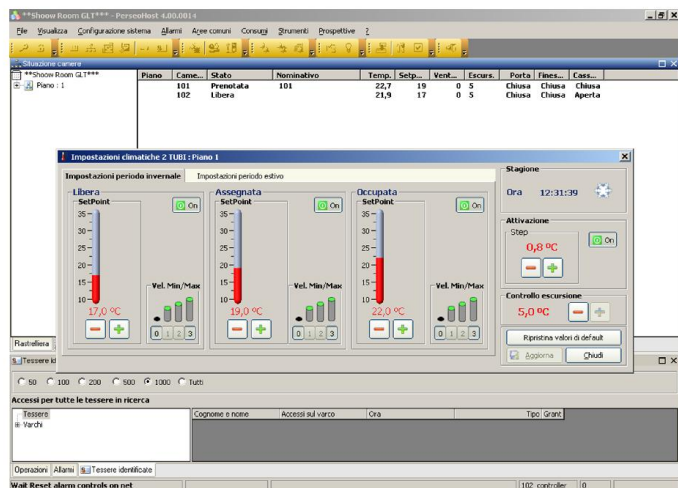 **Shoow Room GLT*** - PerseoHost 4.00.0014
File Visualizza Configurazione sistema Allarmi Aree comuni Consumi Strumenti Prospettive ?
Situazione camere
**Shoow Room GLT***
Piano : 1
Piano Came... Stato Nominativo Temp. Setp... Vent... Escurs. Porta Fines... Cass...
101 Prenotata 101 22,7 19 0 5 Chiusa Chiusa Chiusa
102 Libera 21,9 17 0 5 Chiusa Chiusa Aperta
Impostazioni climatiche 2 TUBI : Piano 1
Impostazioni periodo invernale Impostazioni periodo estivo
Libera
SetPoint
On
35
30
25
20
15
10
17,0 ºC
Vel. Min/Max
0 1 2 3
Assegnata
SetPoint
On
35
30
25
20
15
10
19,0 ºC
Vel. Min/Max
0 1 2 3
Occupata
SetPoint
On
35
30
25
20
15
10
22,0 ºC
Vel. Min/Max
0 1 2 3
Stagione
Ora 12:31:39
Attivazione
Step
0,8 ºC
On
Controllo escursione
5,0 ºC
Ripristina valori di default
Aggiorna Chiudi
Rastrelliera
Tessere id
50 100 200 500 1000 Tutti
Accessi per tutte le tessere in ricerca
Tessere
Varchi
Cognome e nome Accessi sul varco Ora Tipo Grant
Operazioni Allarmi Tessere identificate
Wait Reset alarm controls on net 102 controller 0